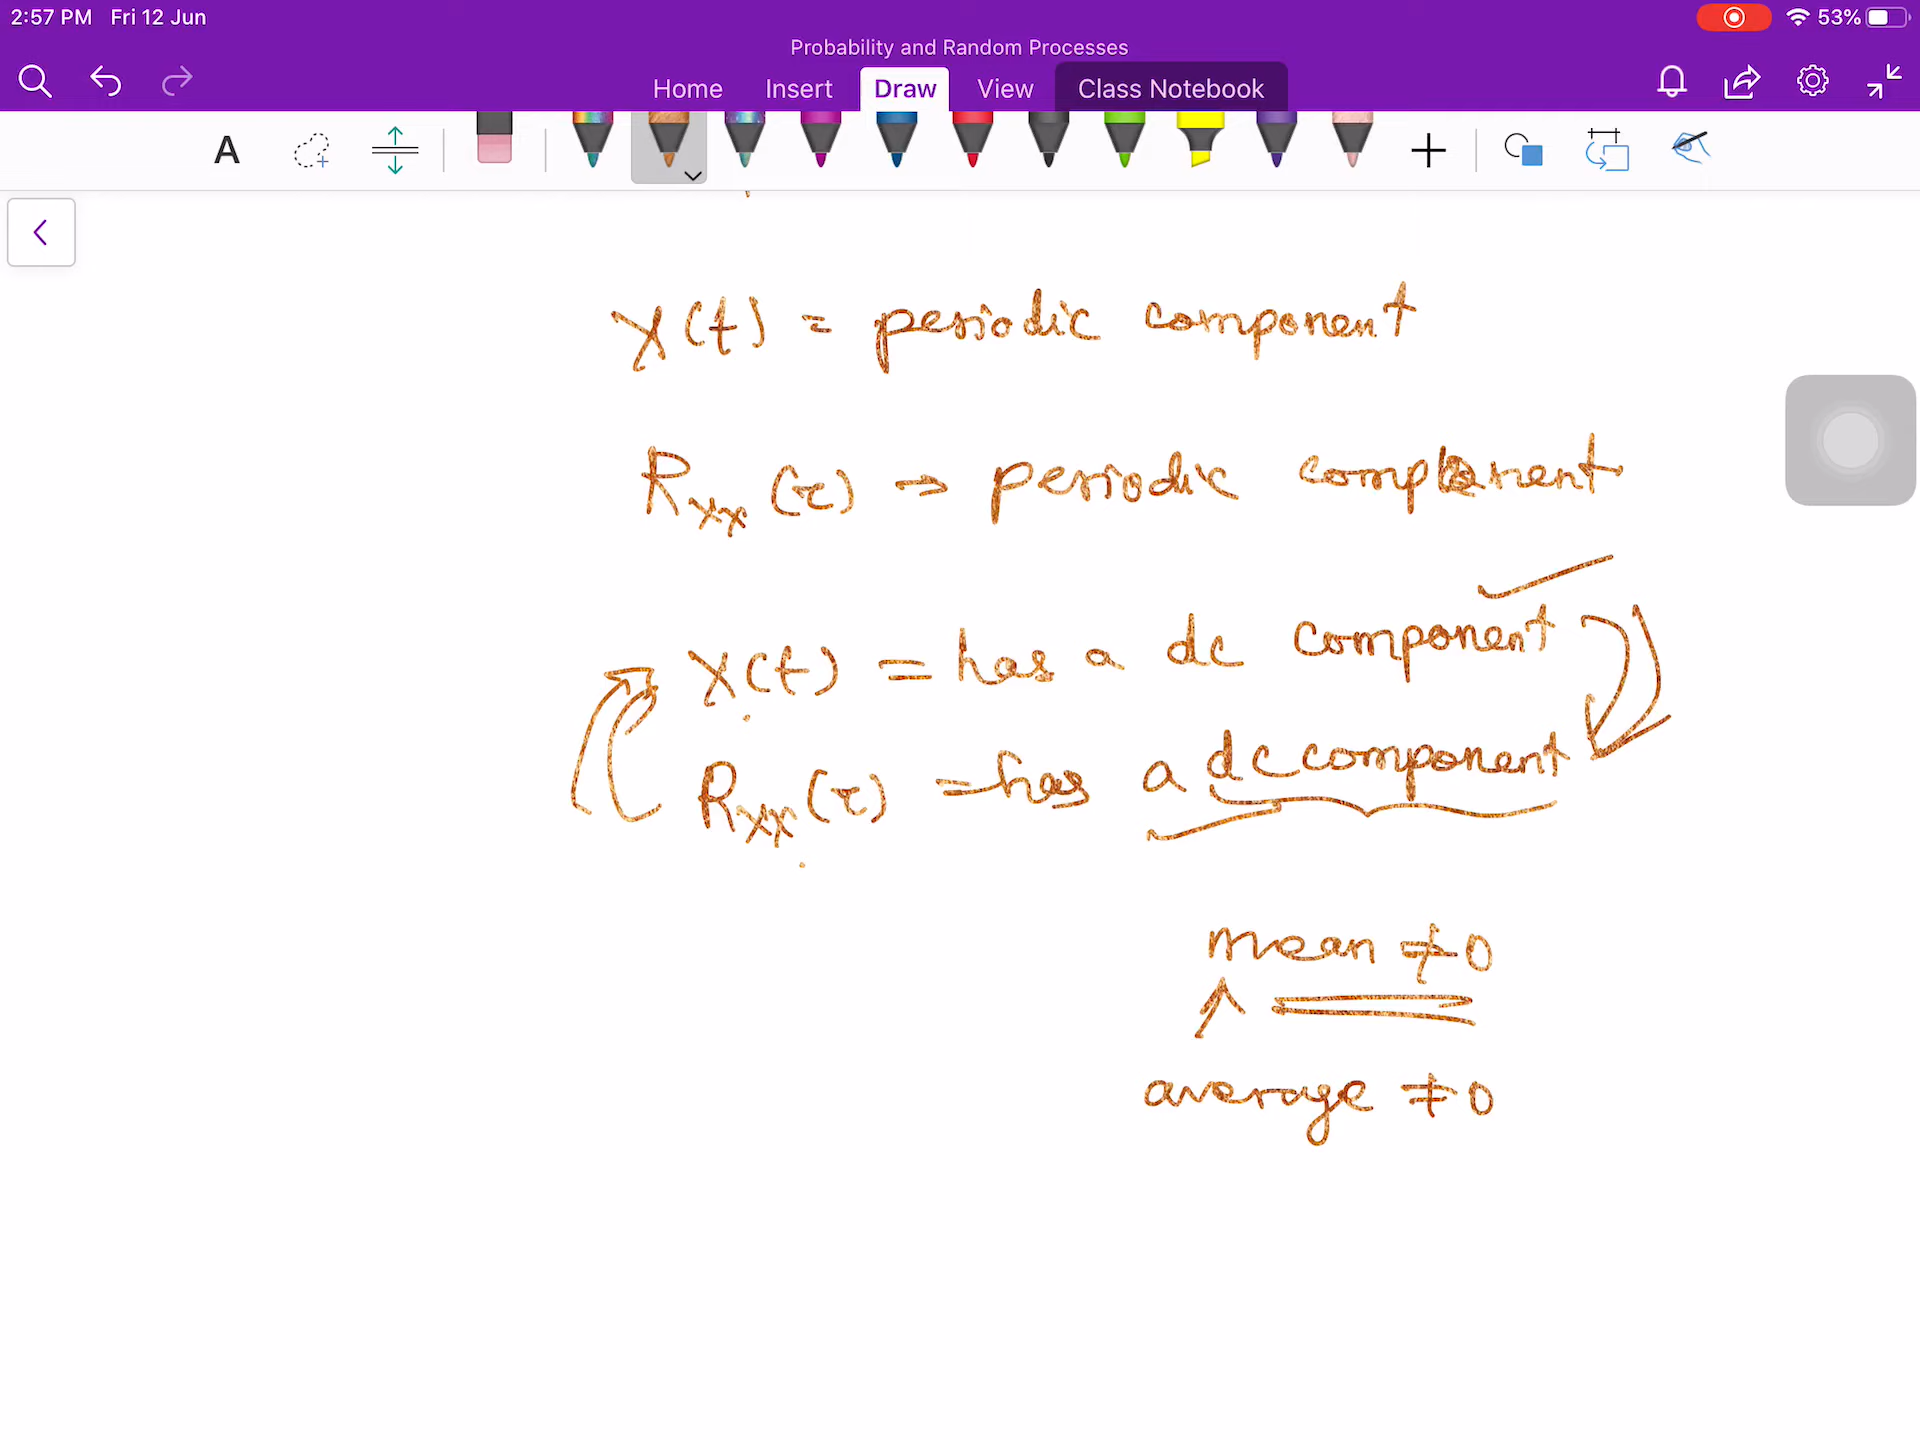 2:57 PM Fri 12 Jun 53%
Probability and Random Processes
Home Insert Draw View Class Notebook
A
X(t) = periodic component
Rxx (τ) → periodic component
X(t) = has a dc component
Rxx (τ) = has a dc component
mean ≠ 0
average ≠ 0